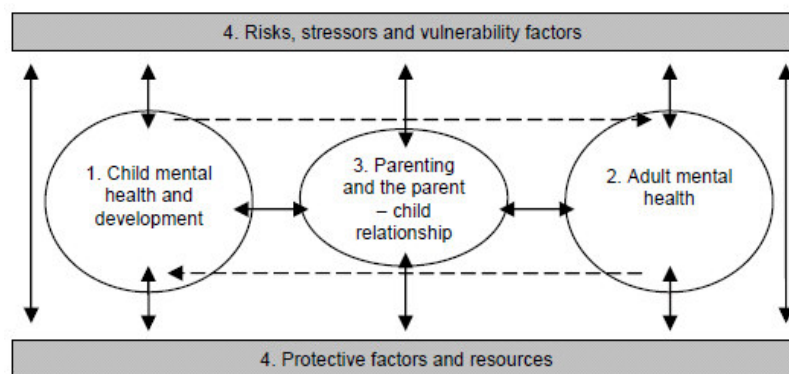 4. Risks, stressors and vulnerability factors
1. Child mental
health and
development
3. Parenting
and the parent
– child
relationship
2. Adult mental
health
4. Protective factors and resources